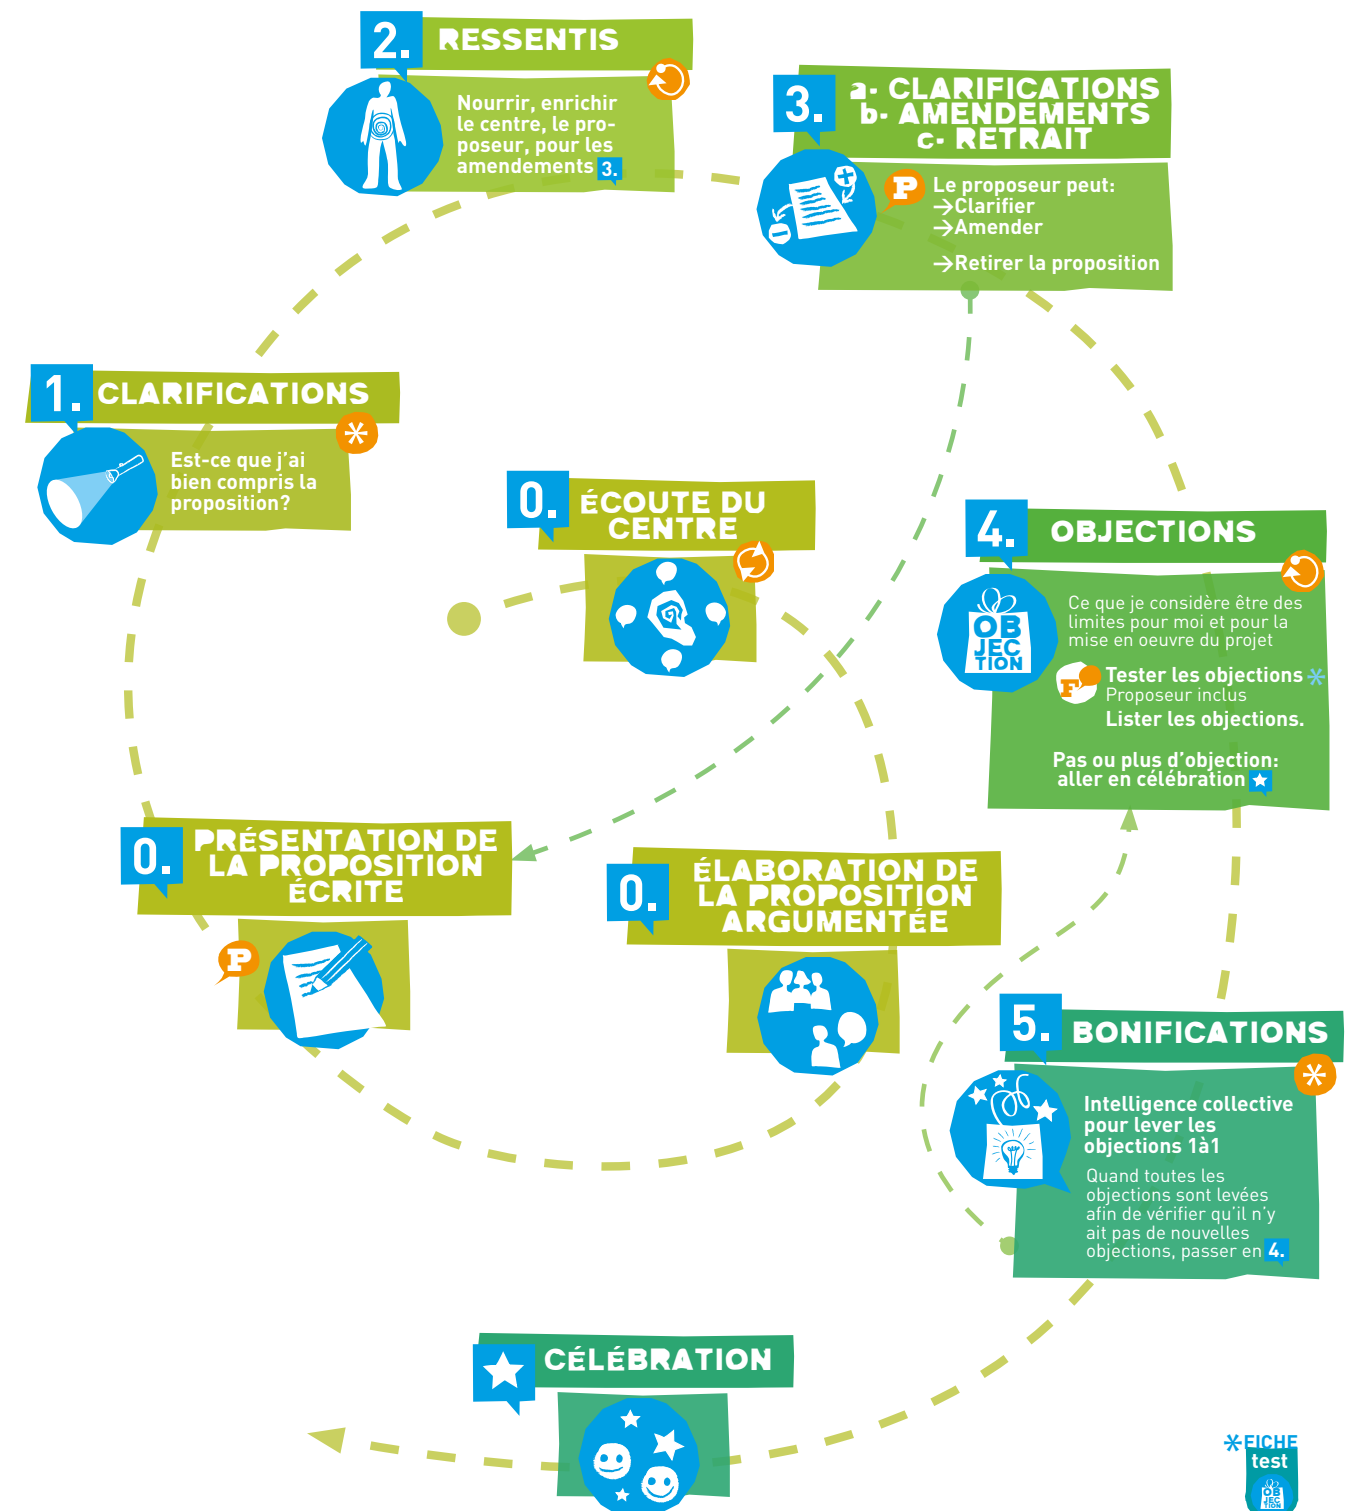 2. RESSENTIS
Nourrir, enrichir
le centre, le pro-
poseur, pour les
amendements 3.
3. a- CLARIFICATIONS
b- AMENDEMENTS
c- RETRAIT
P
Le proposeur peut:
→Clarifier
→Amender
→Retirer la proposition
1. CLARIFICATIONS
Est-ce que j'ai
bien compris la
proposition?
0. ÉCOUTE DU
CENTRE
4. OBJECTIONS
OB
JEC
TION
Ce que je considère être des
limites pour moi et pour la
mise en oeuvre du projet
F
Tester les objections *
Proposeur inclus
Lister les objections.
Pas ou plus d'objection:
aller en célébration
0. PRÉSENTATION DE
LA PROPOSITION
ÉCRITE
P
0. ÉLABORATION DE
LA PROPOSITION
ARGUMENTÉE
5. BONIFICATIONS
Intelligence collective
pour lever les
objections 1à1
Quand toutes les
objections sont levées
afin de vérifier qu'il n'y
ait pas de nouvelles
objections, passer en 4.
CÉLÉBRATION
*FICHE
test
OB
JEC
TION